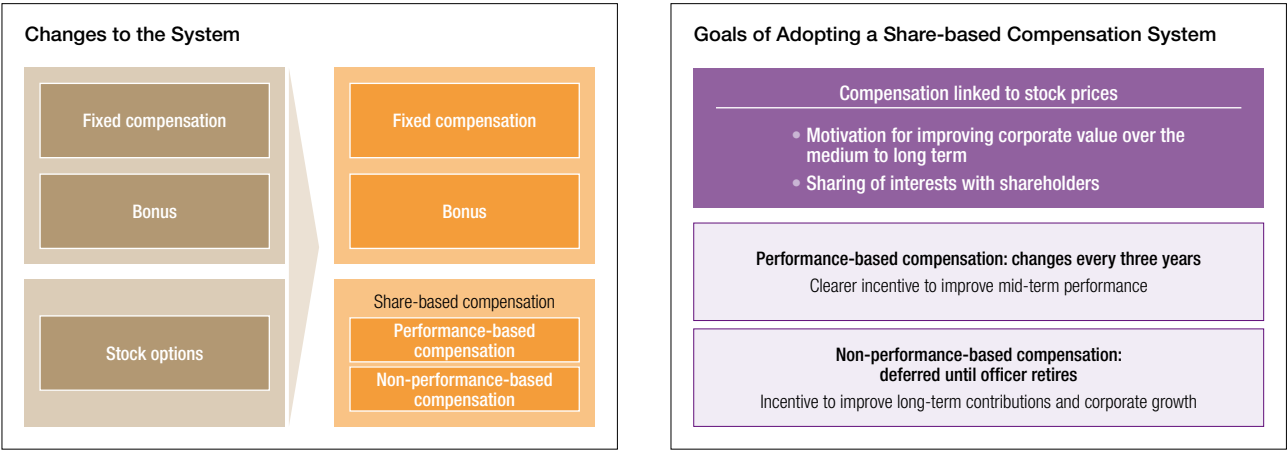 Changes to the System
Fixed compensation
Bonus
Stock options
Fixed compensation
Bonus
Share-based compensation
Performance-based
compensation
Non-performance-based
compensation
Goals of Adopting a Share-based Compensation System
Compensation linked to stock prices
• Motivation for improving corporate value over the
medium to long term
• Sharing of interests with shareholders
Performance-based compensation: changes every three years
Clearer incentive to improve mid-term performance
Non-performance-based compensation:
deferred until officer retires
Incentive to improve long-term contributions and corporate growth